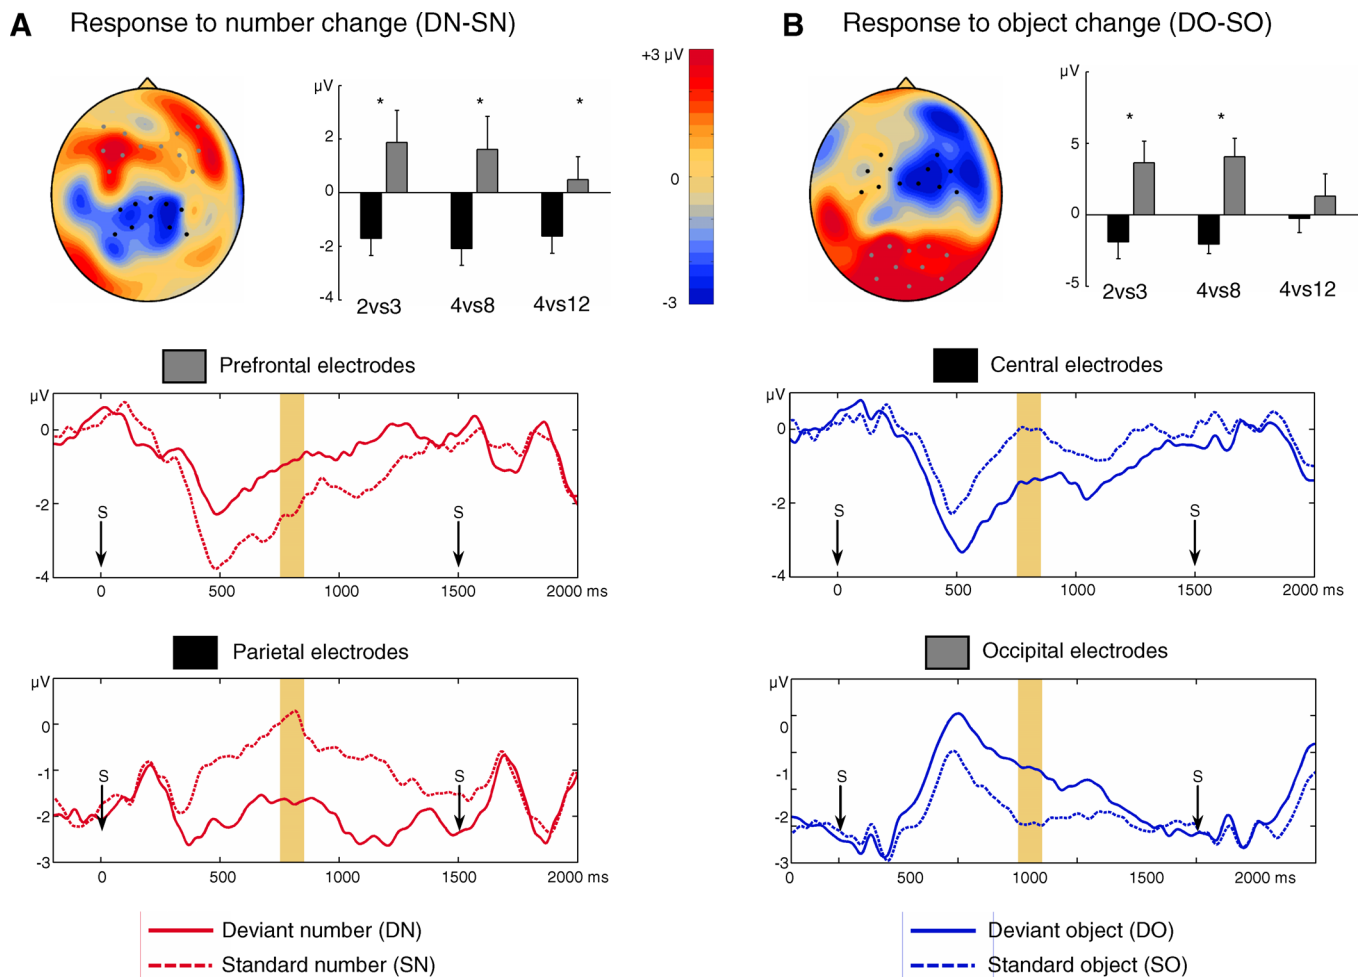 A Response to number change (DN-SN)
µV
2
0
-2
-4
* * *
2vs3 4vs8 4vs12
+3 µV
0
-3
B Response to object change (DO-SO)
µV
5
0
-5
* *
2vs3 4vs8 4vs12
Prefrontal electrodes
µV
0
-2
-4
S S
0 500 1000 1500 2000 ms
Central electrodes
µV
0
-2
-4
S S
0 500 1000 1500 2000 ms
Parietal electrodes
µV
0
-1
-2
-3
S S
0 500 1000 1500 2000 ms
Occipital electrodes
µV
0
-1
-2
-3
S S
0 500 1000 1500 2000 ms
Deviant number (DN)
Standard number (SN)
Deviant object (DO)
Standard object (SO)